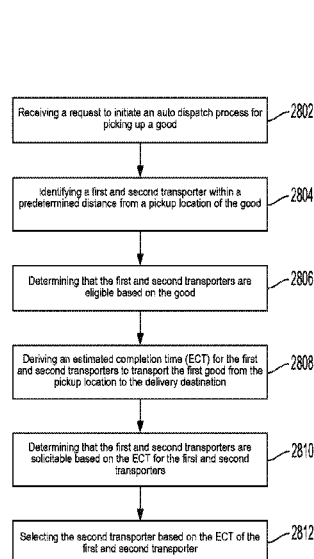 Receiving a request to initiate an auto dispatch process for
picking up a good
2802
Identifying a first and second transporter within a
predetermined distance from a pickup location of the good
2804
Determining that the first and second transporters are
eligible based on the good
2806
Deriving an estimated completion time (ECT) for the first
and second transporters to transport the first good from the
pickup location to the delivery destination
2808
Determining that the first and second transporters are
solicitable based on the ECT for the first and second
transporters
2810
Selecting the second transporter based on the ECT of the
first and second transporter
2812